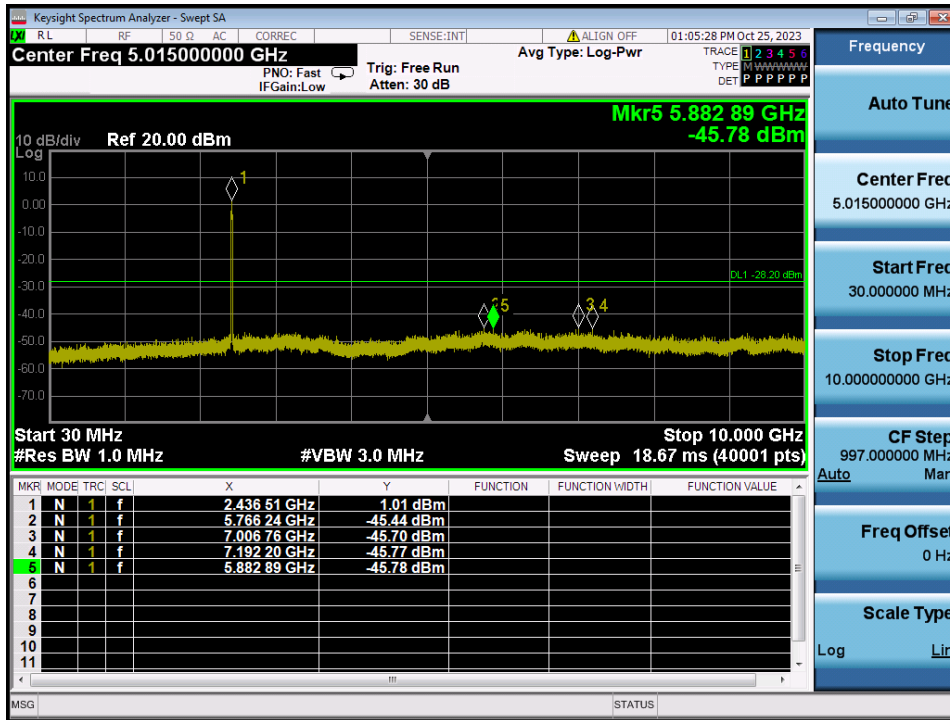 Keysight Spectrum Analyzer - Swept SA
LXI RL RF 50 Ω AC CORREC SENSE:INT ALIGN OFF 01:05:28 PM Oct 25, 2023
Center Freq 5.015000000 GHz
PNO: Fast
IFGain:Low
Trig: Free Run
Atten: 30 dB
Avg Type: Log-Pwr
TRACE 1 2 3 4 5 6
TYPE M WWWWW
DET P P P P P P
Mkr5 5.882 89 GHz
-45.78 dBm
10 dB/div Ref 20.00 dBm
Log
10.0
0.00
-10.0
-20.0
-30.0
-40.0
-50.0
-60.0
-70.0
1
5
3
4
DL1 -28.20 dBm
Start 30 MHz Stop 10.000 GHz
#Res BW 1.0 MHz #VBW 3.0 MHz Sweep 18.67 ms (40001 pts)
MKR MODE TRC SCL X Y FUNCTION FUNCTION WIDTH FUNCTION VALUE
1 N 1 f 2.436 51 GHz 1.01 dBm
2 N 1 f 5.766 24 GHz -45.44 dBm
3 N 1 f 7.006 76 GHz -45.70 dBm
4 N 1 f 7.192 20 GHz -45.77 dBm
5 N 1 f 5.882 89 GHz -45.78 dBm
6
7
8
9
10
11
MSG STATUS
Frequency
Auto Tune
Center Freq
5.015000000 GHz
Start Freq
30.000000 MHz
Stop Freq
10.000000000 GHz
CF Step
997.000000 MHz
Auto Man
Freq Offset
0 Hz
Scale Type
Log Lin